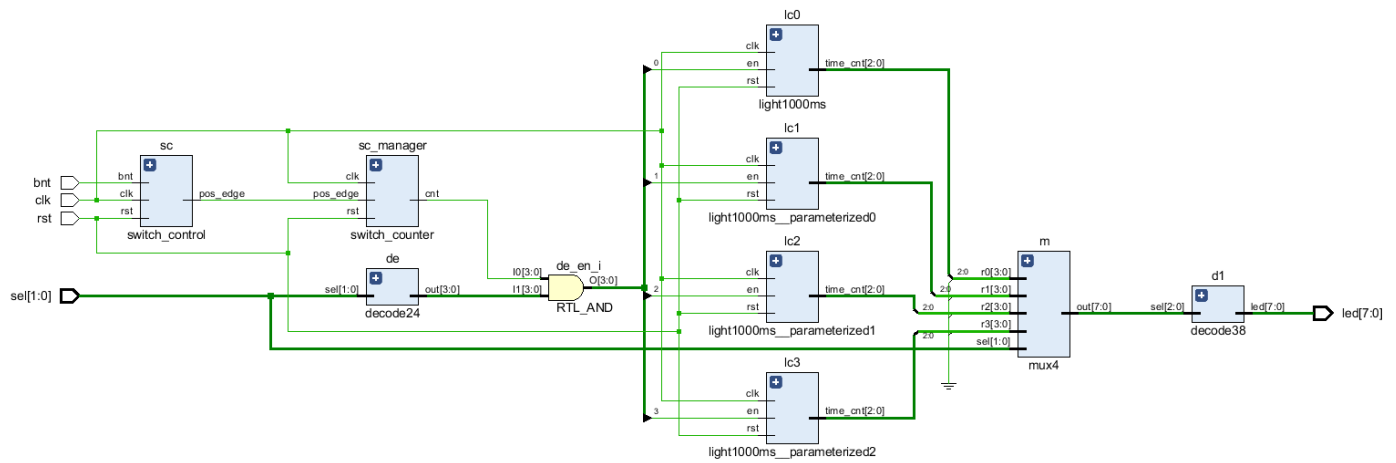 lc0
clk
en
rst
time_cnt[2:0]
light1000ms
0
lc1
clk
en
rst
time_cnt[2:0]
light1000ms__parameterized0
1
sc
bnt
clk
rst
bnt
clk
rst
pos_edge
switch_control
sc_manager
clk
pos_edge
rst
cnt
switch_counter
de
sel[1:0]
sel[1:0]
out[3:0]
decode24
de_en_i
I0[3:0]
I1[3:0]
O[3:0]
RTL_AND
lc2
clk
en
rst
time_cnt[2:0]
light1000ms__parameterized1
2
lc3
clk
en
rst
time_cnt[2:0]
light1000ms__parameterized2
3
m
2:0
r0[3:0]
2:0
r1[3:0]
2:0
r2[3:0]
2:0
r3[3:0]
sel[1:0]
out[7:0]
mux4
d1
sel[2:0]
led[7:0]
decode38
led[7:0]